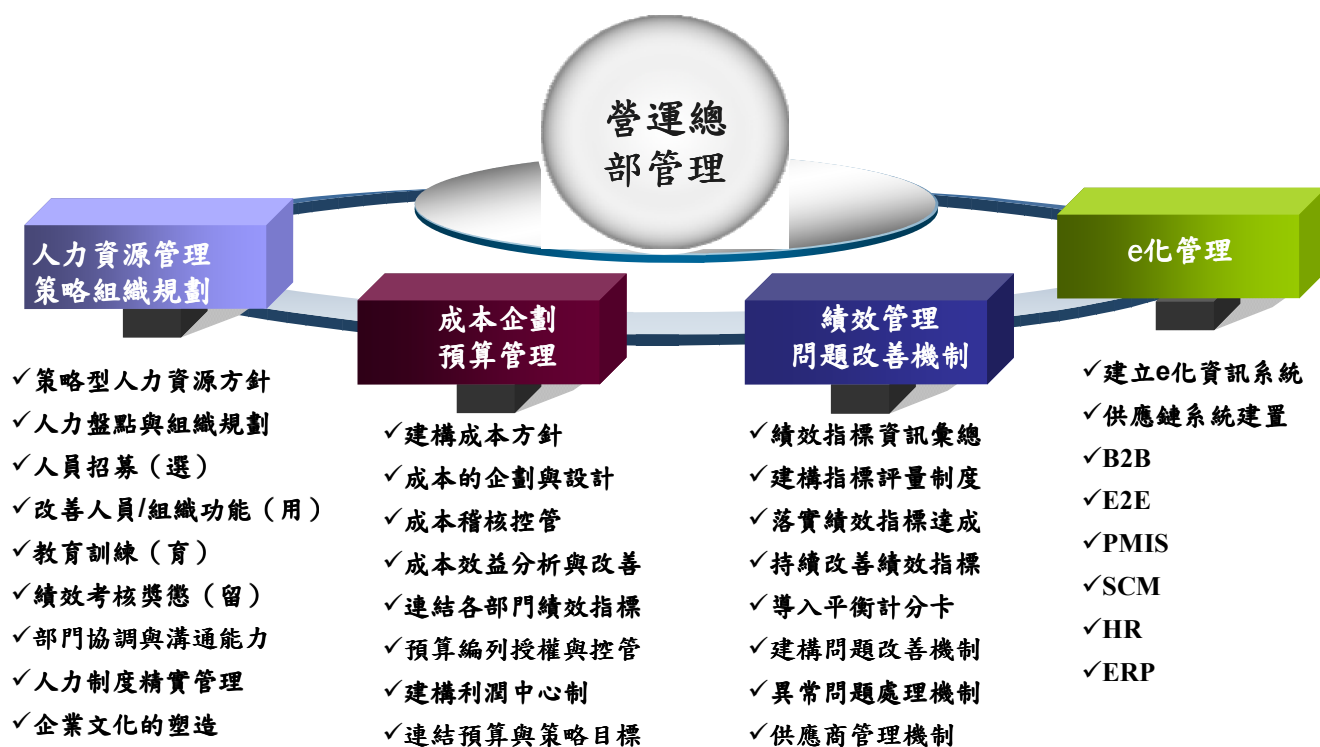 營運總
部管理
人力資源管理
策略組織規劃
✓策略型人力資源方針
✓人力盤點與組織規劃
✓人員招募（選）
✓改善人員/組織功能（用）
✓教育訓練（育）
✓績效考核獎懲（留）
✓部門協調與溝通能力
✓人力制度精實管理
✓企業文化的塑造
成本企劃
預算管理
✓建構成本方針
✓成本的企劃與設計
✓成本稽核控管
✓成本效益分析與改善
✓連結各部門績效指標
✓預算編列授權與控管
✓建構利潤中心制
✓連結預算與策略目標
績效管理
問題改善機制
✓績效指標資訊彙總
✓建構指標評量制度
✓落實績效指標達成
✓持續改善績效指標
✓導入平衡計分卡
✓建構問題改善機制
✓異常問題處理機制
✓供應商管理機制
e化管理
✓建立e化資訊系統
✓供應鏈系統建置
✓B2B
✓E2E
✓PMIS
✓SCM
✓HR
✓ERP